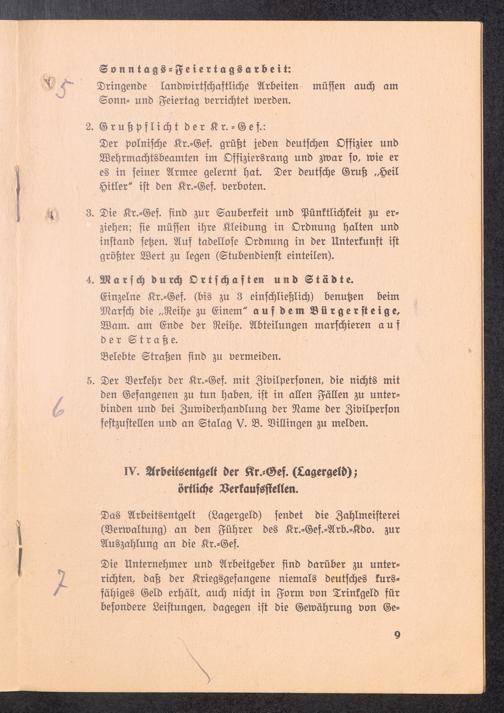 Sonntags-Feiertagsarbeit:
5
Dringende landwirtschaftliche Arbeiten müssen auch am
Sonn- und Feiertag verrichtet werden.
2. Grußpflicht der Kr.-Gef.:
Der polnische Kr.-Gef. grüßt jeden deutschen Offizier und
Wehrmachtsbeamten im Offiziersrang und zwar so, wie er
es in seiner Armee gelernt hat. Der deutsche Gruß „Heil
Hitler" ist den Kr.-Gef. verboten.
3. Die Kr.-Gef. sind zur Sauberkeit und Pünktlichkeit zu er-
ziehen; sie müssen ihre Kleidung in Ordnung halten und
instand setzen. Auf tadellose Ordnung in der Unterkunft ist
größter Wert zu legen (Stubendienst einteilen).
4. Marsch durch Ortschaften und Städte.
Einzelne Kr.-Gef. (bis zu 3 einschließlich) benutzen beim
Marsch die „Reihe zu Einem" auf dem Bürgersteige,
Wam. am Ende der Reihe. Abteilungen marschieren auf
der Straße.
Belebte Straßen sind zu vermeiden.
5. Der Verkehr der Kr.-Gef. mit Zivilpersonen, die nichts mit
den Gefangenen zu tun haben, ist in allen Fällen zu unter-
6
binden und bei Zuwiderhandlung der Name der Zivilperson
festzustellen und an Stalag V. B. Villingen zu melden.
IV. Arbeitsentgelt der Kr.-Gef. (Lagergeld);
örtliche Verkaufsstellen.
Das Arbeitsentgelt (Lagergeld) sendet die Zahlmeisterei
(Verwaltung) an den Führer des Kr.-Gef.-Arb.-Kdo. zur
Auszahlung an die Kr.-Gef.
Die Unternehmer und Arbeitgeber sind darüber zu unter-
7
richten, daß der Kriegsgefangene niemals deutsches kurs-
fähiges Geld erhält, auch nicht in Form von Trinkgeld für
besondere Leistungen, dagegen ist die Gewährung von Ge-
9